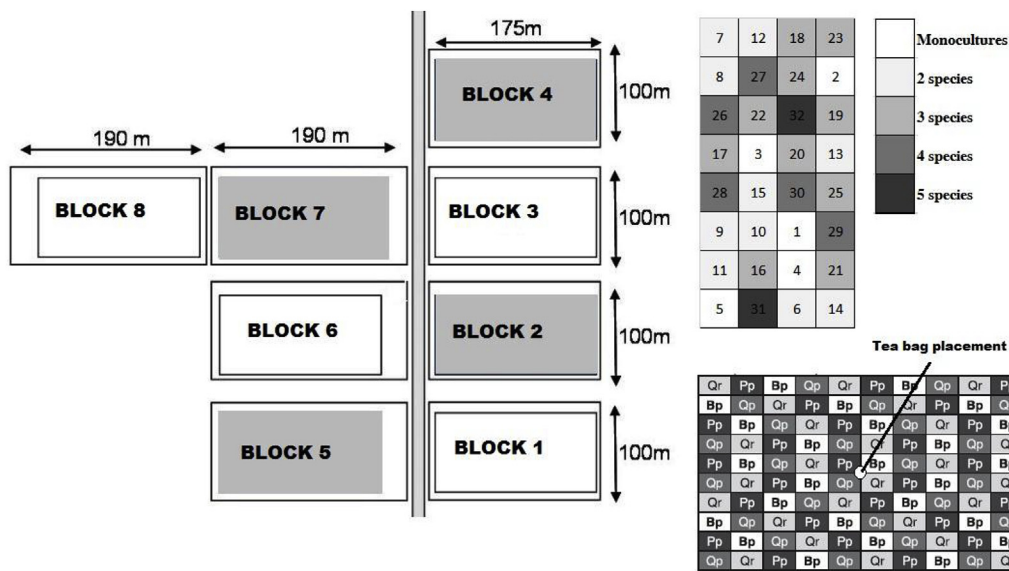 175m
BLOCK 4
100m
190 m
190 m
BLOCK 8
BLOCK 7
BLOCK 3
100m
BLOCK 6
BLOCK 2
100m
BLOCK 5
BLOCK 1
100m
7 12 18 23
8 27 24 2
26 22 32 19
17 3 20 13
28 15 30 25
9 10 1 29
11 16 4 21
5 31 6 14
Monocultures
2 species
3 species
4 species
5 species
Tea bag placement
Qr Pp Bp Qp Qr Pp Bp Qp Qr
Bp Qp Qr Pp Bp Qp Qr Pp Bp
Pp Bp Qp Qr Pp Bp Qp Qr Pp
Qp Qr Pp Bp Qp Qr Pp Bp Qp
Pp Bp Qp Qr Pp Bp Qp Qr Pp
Qp Qr Pp Bp Qp Qr Pp Bp Qp
Qr Pp Bp Qp Qr Pp Bp Qp Qr
Bp Qp Qr Pp Bp Qp Qr Pp Bp
Pp Bp Qp Qr Pp Bp Qp Qr Pp
Qp Qr Pp Bp Qp Qr Pp Bp Qp